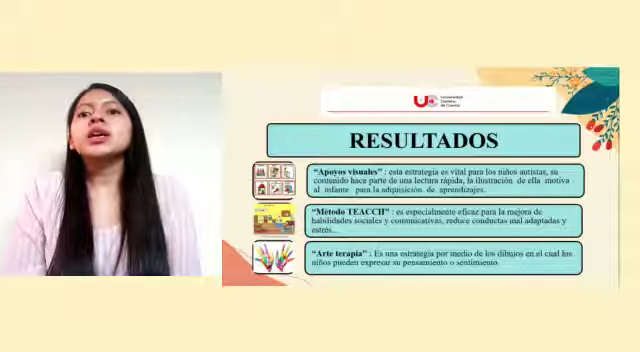 UC Universidad
Católica
de Cuenca
RESULTADOS
“Apoyos visuales” : esta estrategia es vital para los niños autistas, su
contenido hace parte de una lectura rápida, la ilustración de ella motiva
al infante para la adquisición de aprendizajes.
“Método TEACCH” : es especialmente eficaz para la mejora de
habilidades sociales y comunicativas, reduce conductas mal adaptadas y
estrés...
“Arte terapia” : Es una estrategia por medio de los dibujos en el cual los
niños pueden expresar su pensamiento o sentimiento.